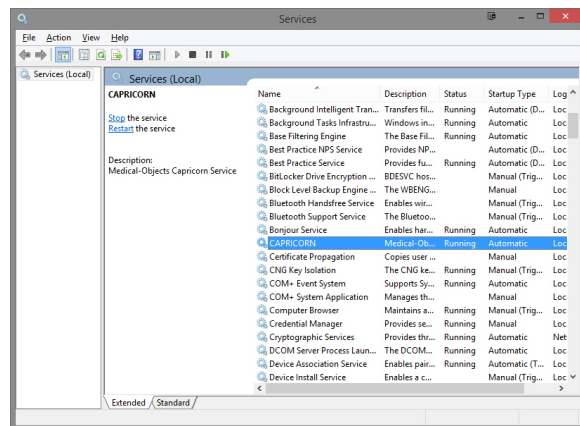 Services
File Action View Help
Services (Local)
Services (Local)
CAPRICORN
Stop the service
Restart the service
Description:
Medical-Objects Capricorn Service
Name Description Status Startup Type Log
Background Intelligent Tran... Transfers fil... Running Automatic (D... Loc
Background Tasks Infrastru... Windows in... Running Automatic Loc
Base Filtering Engine The Base Fil... Running Automatic Loc
Best Practice NPS Service Provides NP... Automatic (D... Loc
Best Practice Service Provides fu... Running Automatic (D... Loc
BitLocker Drive Encryption ... BDESVC hos... Manual (Trig... Loc
Block Level Backup Engine ... The WBENG... Manual Loc
Bluetooth Handsfree Service Enables wir... Manual (Trig... Loc
Bluetooth Support Service The Bluetoo... Manual (Trig... Loc
Bonjour Service Enables har... Running Automatic Loc
CAPRICORN Medical-Ob... Running Automatic Loc
Certificate Propagation Copies user ... Manual Loc
CNG Key Isolation The CNG ke... Running Manual (Trig... Loc
COM+ Event System Supports Sy... Running Automatic Loc
COM+ System Application Manages th... Manual Loc
Computer Browser Maintains a... Running Manual (Trig... Loc
Credential Manager Provides se... Running Manual Loc
Cryptographic Services Provides thr... Running Automatic Net
DCOM Server Process Laun... The DCOM... Running Automatic Loc
Device Association Service Enables pair... Running Automatic (T... Loc
Device Install Service Enables a c... Manual (Trig... Loc
Extended Standard